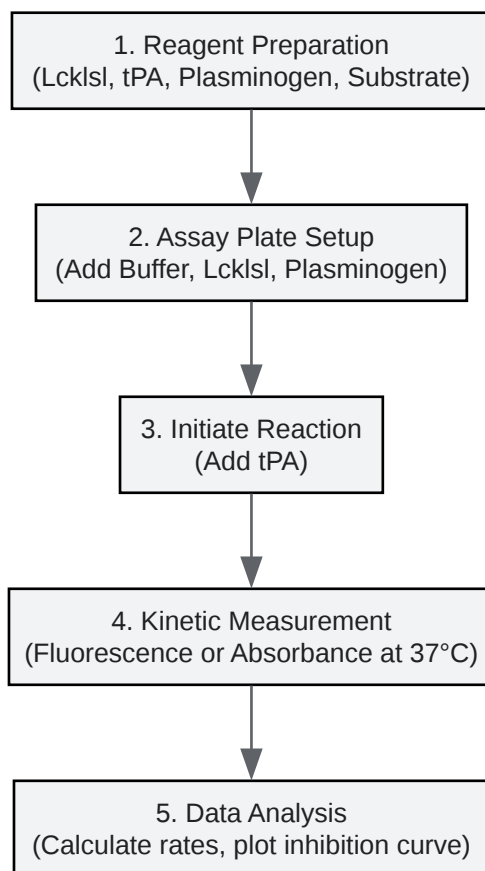 1. Reagent Preparation
(Lcklsl, tPA, Plasminogen, Substrate)
2. Assay Plate Setup
(Add Buffer, Lcklsl, Plasminogen)
3. Initiate Reaction
(Add tPA)
4. Kinetic Measurement
(Fluorescence or Absorbance at 37°C)
5. Data Analysis
(Calculate rates, plot inhibition curve)